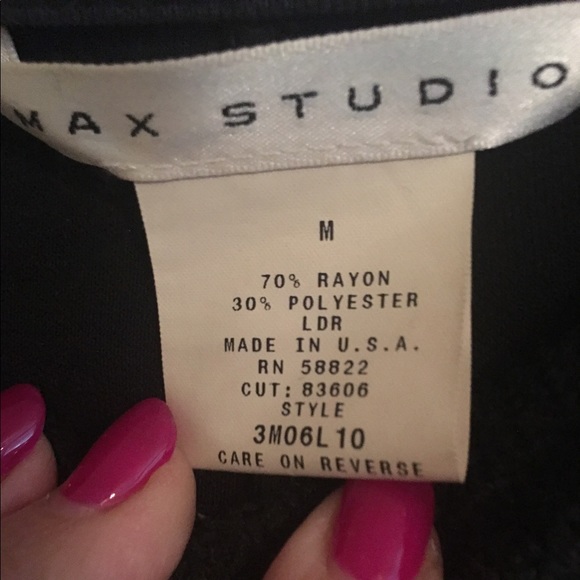 MAX STUDIO
M
70% RAYON
30% POLYESTER
LDR
MADE IN U.S.A.
RN 58822
CUT: 83606
STYLE
3M06L10
CARE ON REVERSE